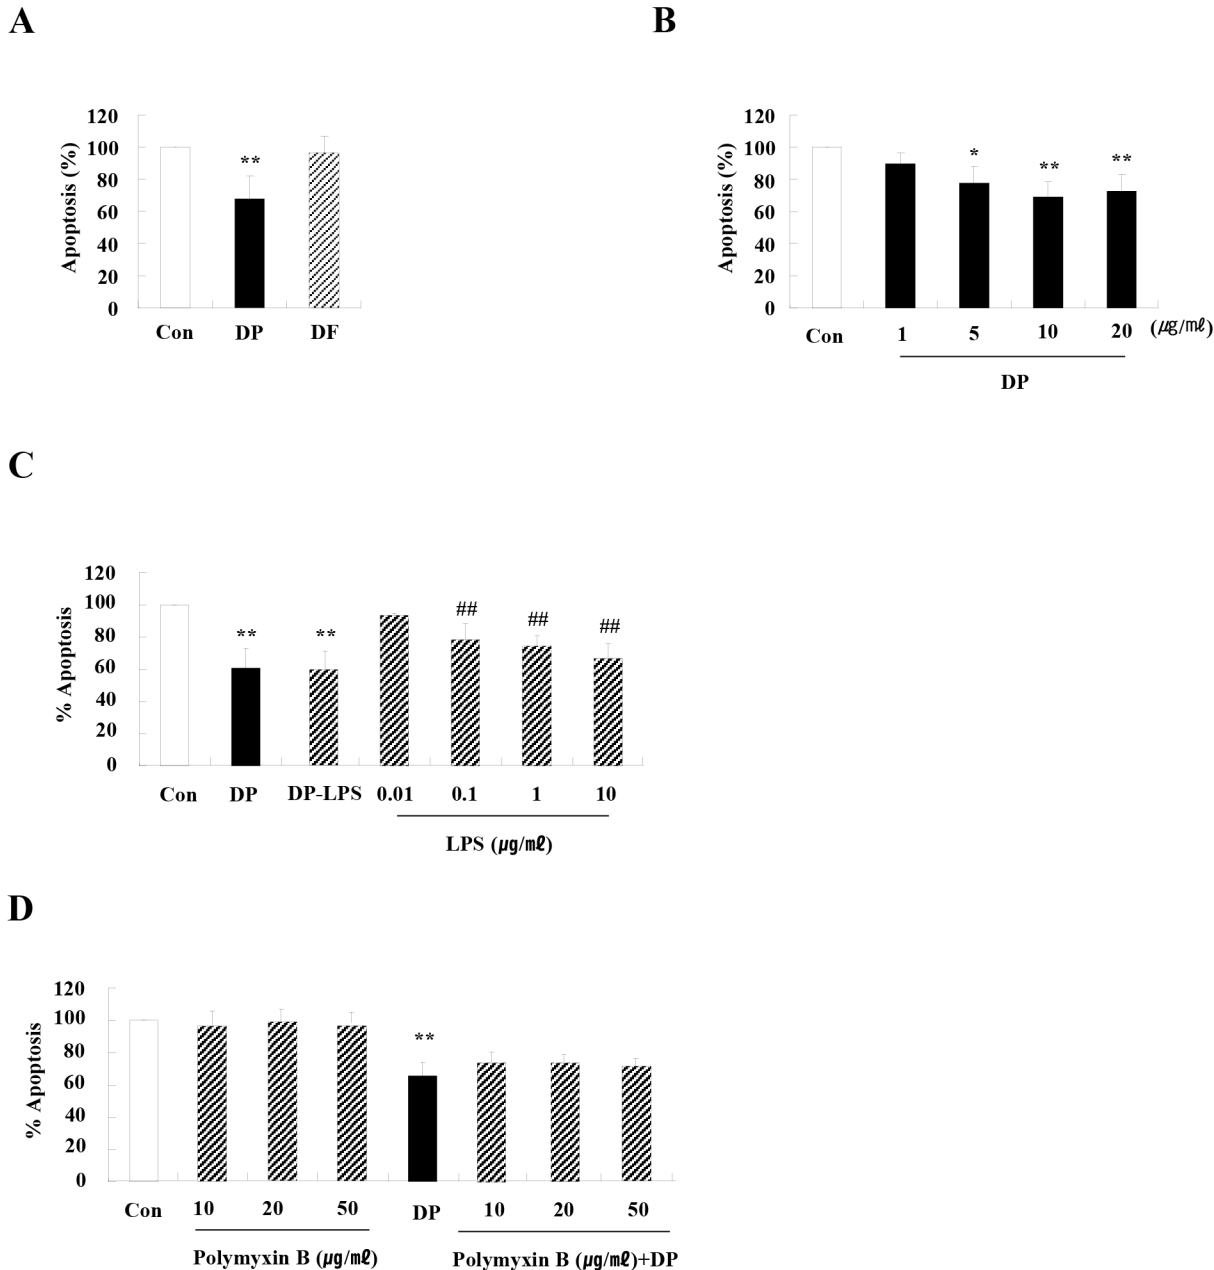 A
Apoptosis (%)
120
100
80
60
40
20
0
**
Con DP DF
B
Apoptosis (%)
120
100
80
60
40
20
0
* ** **
Con 1 5 10 20 (㎍/㎖)
DP
C
% Apoptosis
120
100
80
60
40
20
0
** ** ## ## ##
Con DP DP-LPS 0.01 0.1 1 10
LPS (㎍/㎖)
D
% Apoptosis
120
100
80
60
40
20
0
**
Con 10 20 50 DP 10 20 50
Polymyxin B (㎍/㎖) Polymyxin B (㎍/㎖)+DP